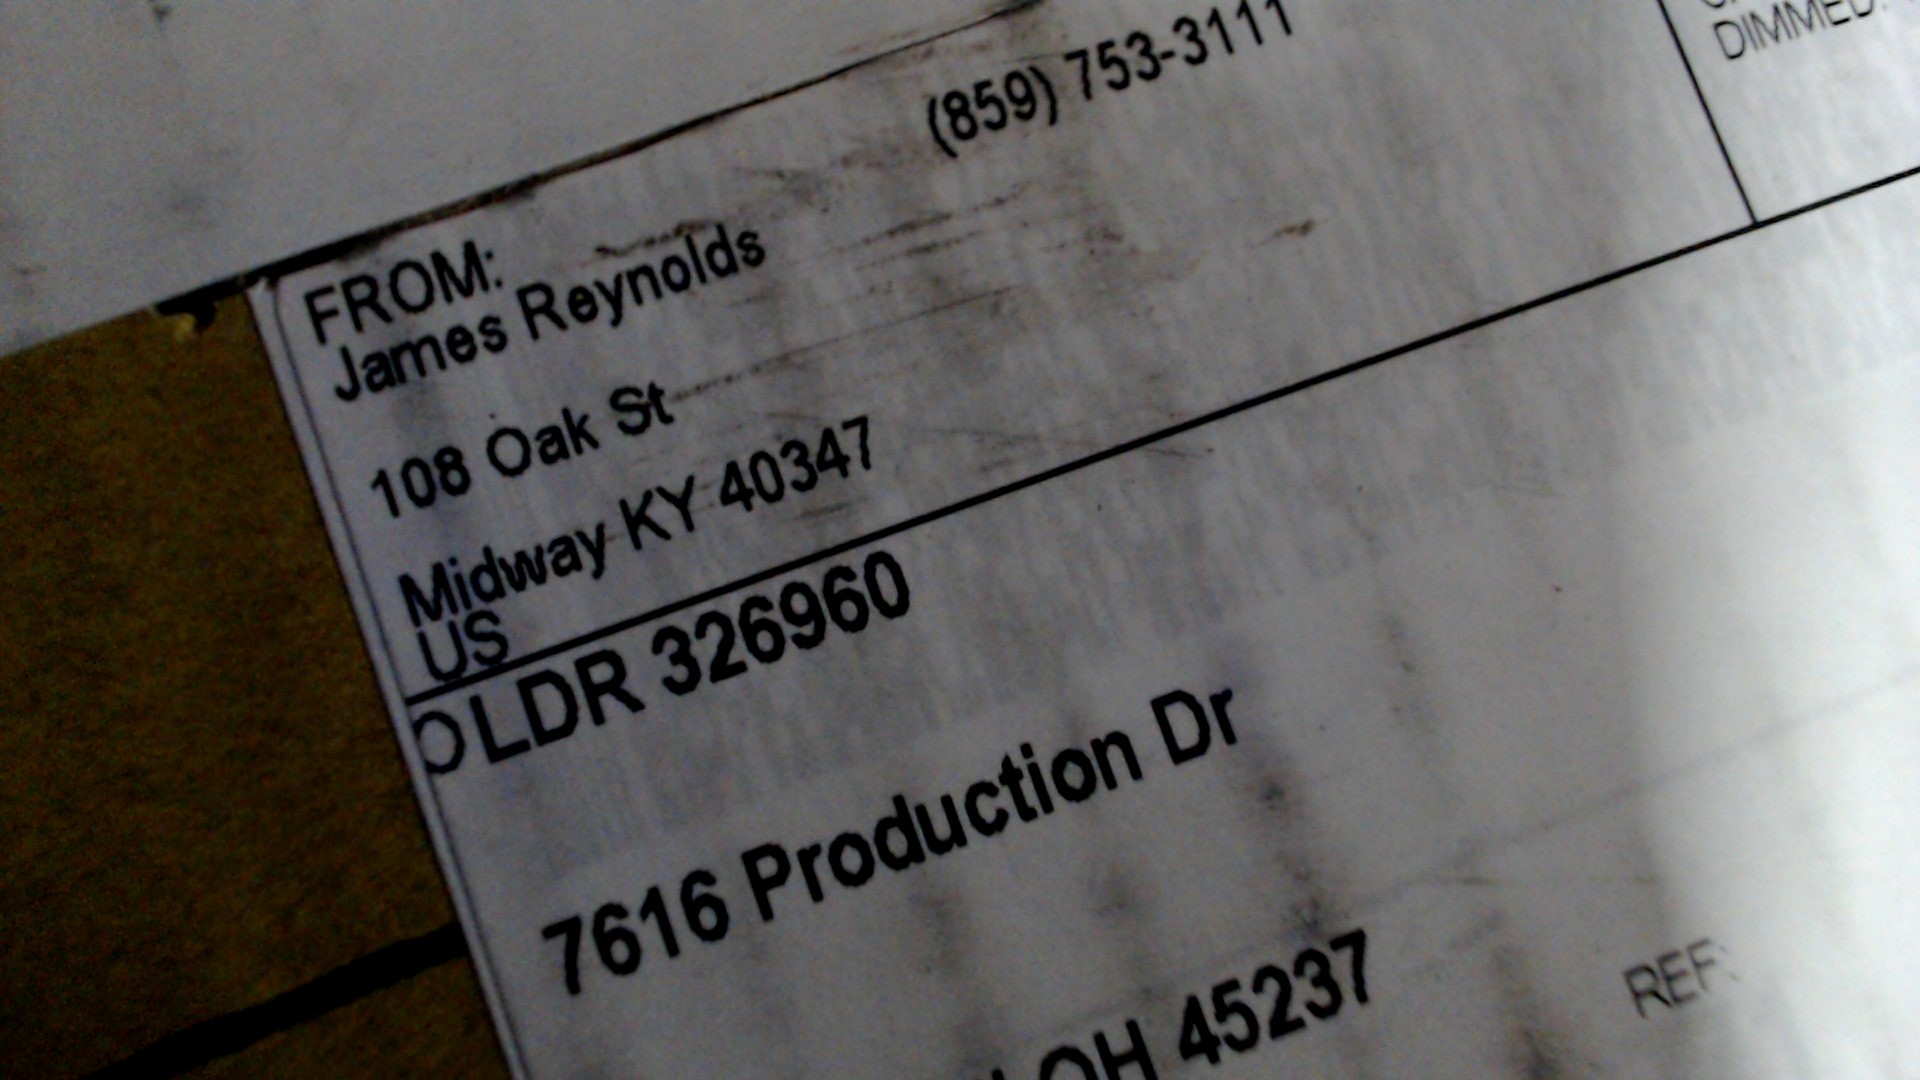 (859) 753-3111
DIMMED:
FROM:
James Reynolds
108 Oak St
Midway KY 40347
US
LDR 326960
7616 Production Dr
OH 45237
REF: